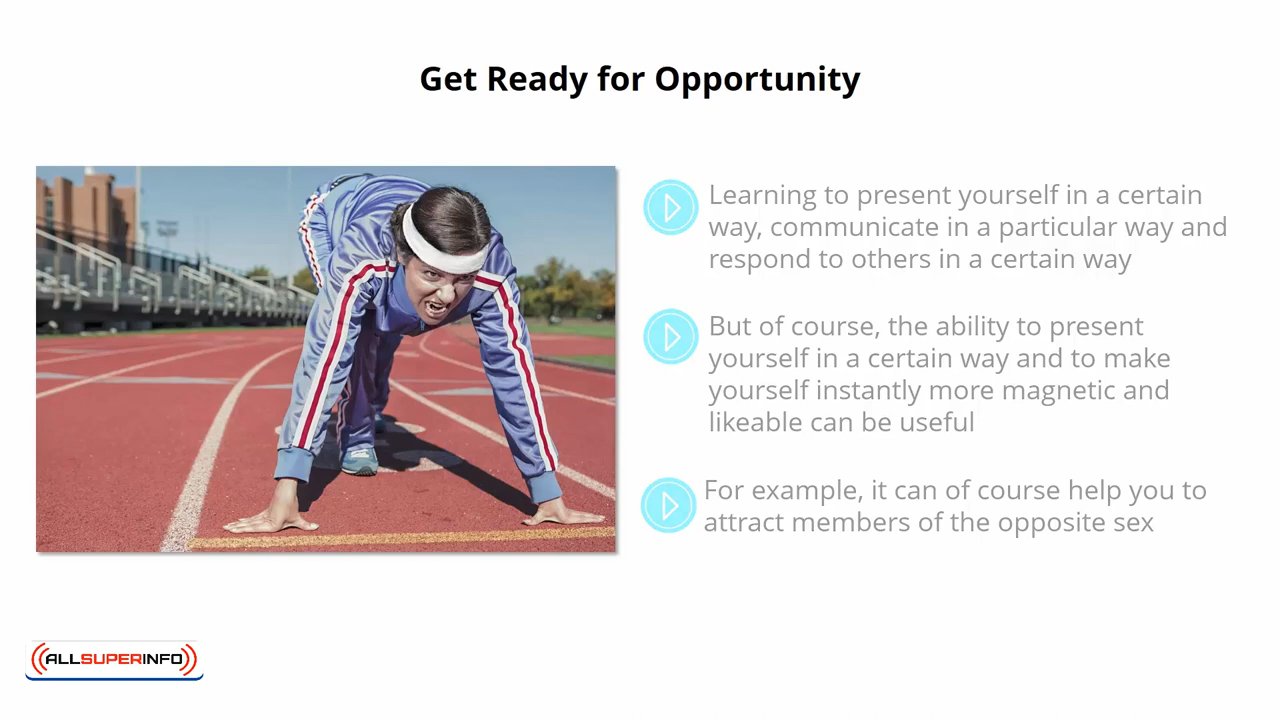 Get Ready for Opportunity
Learning to present yourself in a certain
way, communicate in a particular way and
respond to others in a certain way
But of course, the ability to present
yourself in a certain way and to make
yourself instantly more magnetic and
likeable can be useful
For example, it can of course help you to
attract members of the opposite sex
ALLSUPERINFO